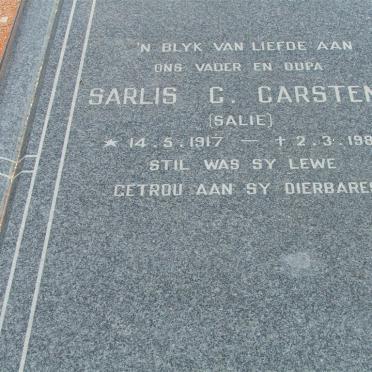 'N BLYK VAN LIEFDE AAN
ONS VADER EN OUPA
SARLIS G. CARSTEN
(SALIE)
* 14.5.1917 — † 2.3.198
STIL WAS SY LEWE
GETROU AAN SY DIERBARES